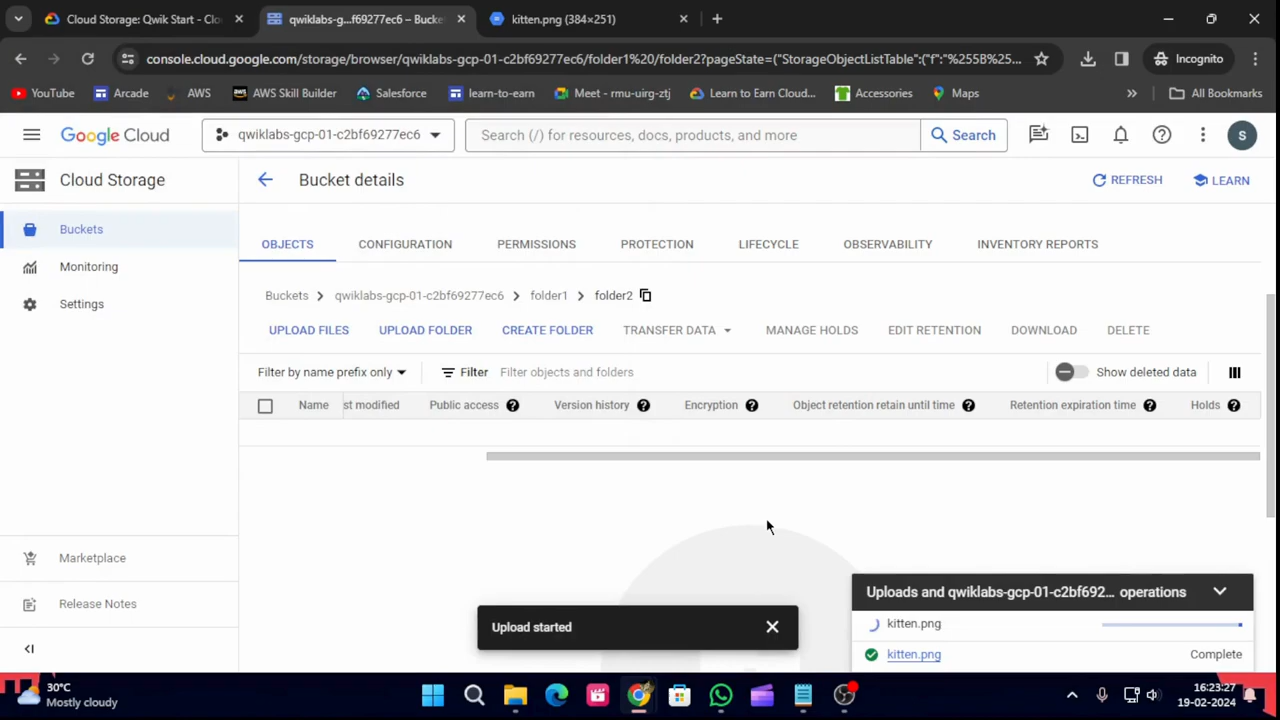 Cloud Storage: Qwik Start - Clo
qwiklabs-g...f69277ec6 – Bucke
kitten.png (384×251)
console.cloud.google.com/storage/browser/qwiklabs-gcp-01-c2bf69277ec6/folder1%20/folder2?pageState=("StorageObjectListTable":("f":"%255B%25...
Incognito
YouTube
Arcade
AWS
AWS Skill Builder
Salesforce
learn-to-earn
Meet - rmu-uirg-ztj
Learn to Earn Cloud...
Accessories
Maps
All Bookmarks
Google Cloud
qwiklabs-gcp-01-c2bf69277ec6
Search (/) for resources, docs, products, and more
Search
S
Cloud Storage
Bucket details
REFRESH
LEARN
Buckets
Monitoring
Settings
Marketplace
Release Notes
OBJECTS
CONFIGURATION
PERMISSIONS
PROTECTION
LIFECYCLE
OBSERVABILITY
INVENTORY REPORTS
Buckets
qwiklabs-gcp-01-c2bf69277ec6
folder1
folder2
UPLOAD FILES
UPLOAD FOLDER
CREATE FOLDER
TRANSFER DATA
MANAGE HOLDS
EDIT RETENTION
DOWNLOAD
DELETE
Filter by name prefix only
Filter
Filter objects and folders
Show deleted data
Name
st modified
Public access
Version history
Encryption
Object retention retain until time
Retention expiration time
Holds
Upload started
Uploads and qwiklabs-gcp-01-c2bf692... operations
kitten.png
kitten.png
Complete
30°C
Mostly cloudy
16:23:27
19-02-2024